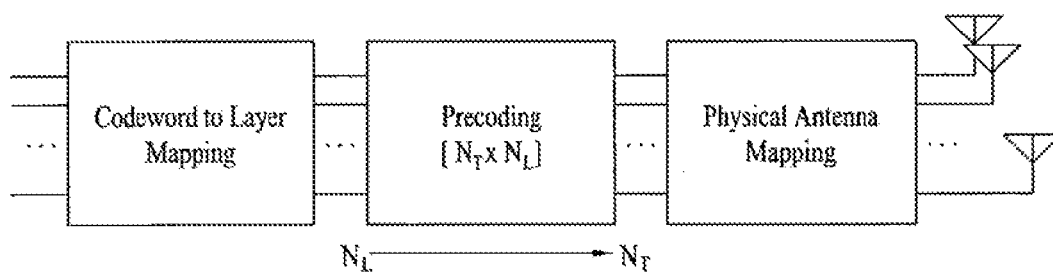 Codeword to Layer
Mapping
Precoding
[ N_T x N_L ]
Physical Antenna
Mapping
. . .
. . .
. . .
. . .
N_L
N_T